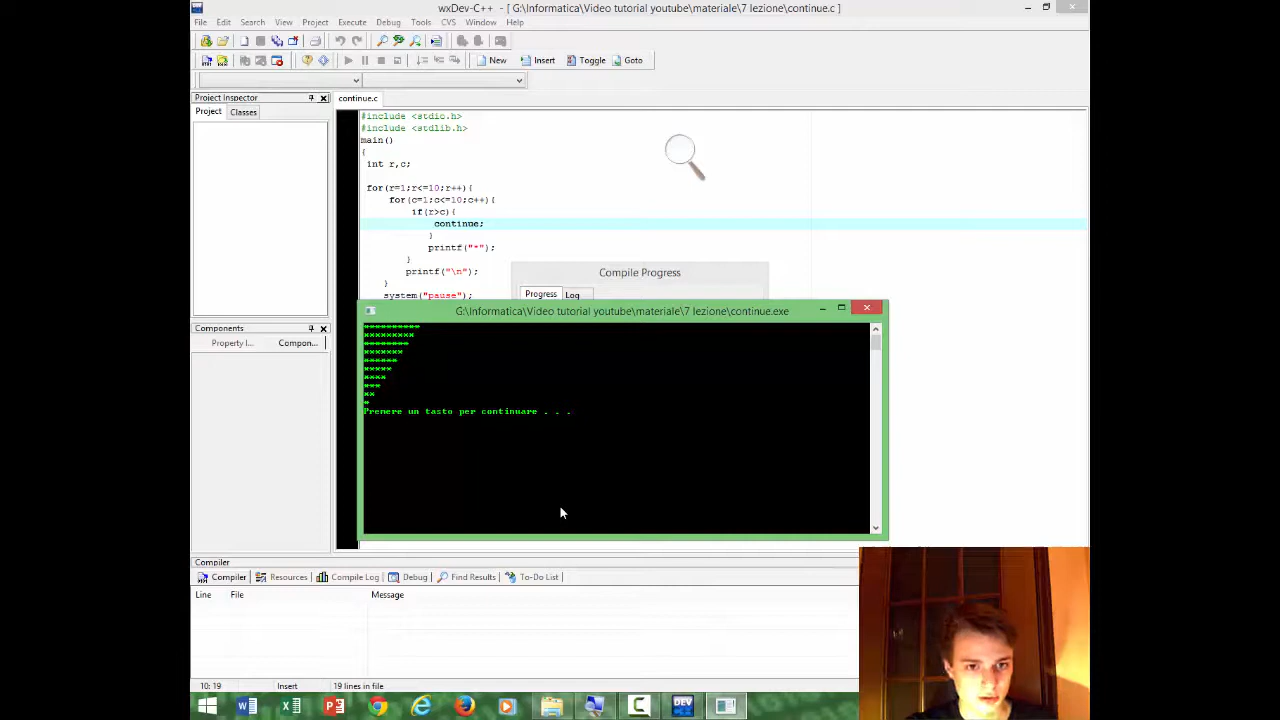 wxDev-C++ - [ G:\Informatica\Video tutorial youtube\materiale\7 lezione\continue.c ]
File Edit Search View Project Execute Debug Tools CVS Window Help
New Insert Toggle Goto
Project Inspector
continue.c
Project Classes
#include <stdio.h>
#include <stdlib.h>
main()
{
int r,c;
for(r=1;r<=10;r++){
for(c=1;c<=10;c++){
if(r>c){
continue;
}
printf("*");
}
printf("\n");
}
system("pause");
Compile Progress
Progress Log
G:\Informatica\Video tutorial youtube\materiale\7 lezione\continue.exe
**********
*********
********
*******
******
*****
****
***
**
*
Premere un tasto per continuare . . .
Components
Property I. Compon...
Compiler
Compiler Resources Compile Log Debug Find Results To-Do List
Line File Message
10: 19 Insert 19 lines in file
DEV